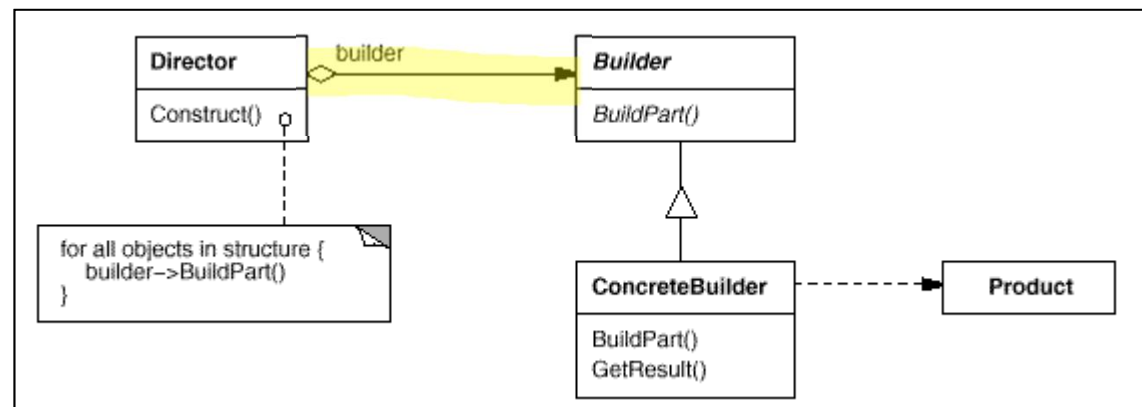 Director
builder
Builder
Construct()
BuildPart()
for all objects in structure {
builder->BuildPart()
}
ConcreteBuilder
Product
BuildPart()
GetResult()